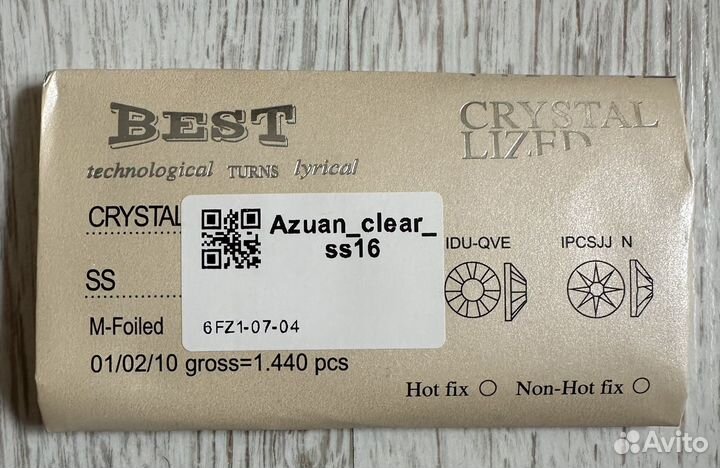 BEST
CRYSTAL
LIZED
technological TURNS lyrical
CRYSTAL
Azuan_clear_
ss16
IDU-QVE
IPCSJJ N
SS
M-Foiled
6FZ1-07-04
01/02/10 gross=1.440 pcs
Hot fix
Non-Hot fix
Avito